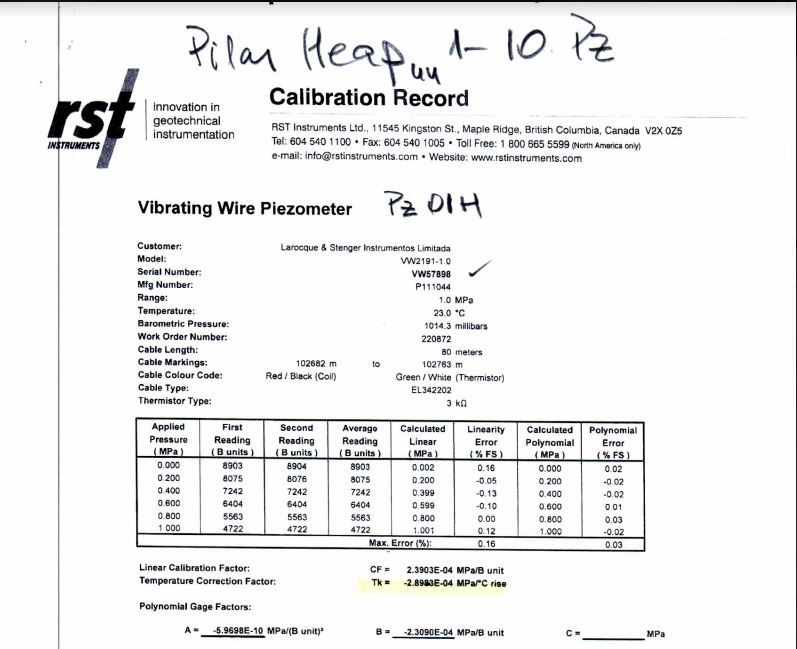 Pilar Heap 1-10 Pz
rst
INSTRUMENTS
innovation in
geotechnical
instrumentation
Calibration Record
RST Instruments Ltd., 11545 Kingston St., Maple Ridge, British Columbia, Canada V2X 0Z5
Tel: 604 540 1100 • Fax: 604 540 1005 • Toll Free: 1 800 665 5599 (North America only)
e-mail: info@rstinstruments.com • Website: www.rstinstruments.com
Vibrating Wire Piezometer Pz 01H
Customer: Larocque & Stenger Instrumentos Limitada
Model: VW2191-1.0
Serial Number: VW57898 ✓
Mfg Number: P111044
Range: 1.0 MPa
Temperature: 23.0 °C
Barometric Pressure: 1014.3 millibars
Work Order Number: 220872
Cable Length: 80 meters
Cable Markings: 102682 m to 102763 m
Cable Colour Code: Red / Black (Coil) Green / White (Thermistor)
Cable Type: EL342202
Thermistor Type: 3 kΩ
Applied First Second Average Calculated Linearity Calculated Polynomial
Pressure Reading Reading Reading Linear Error Polynomial Error
( MPa ) ( B units ) ( B units ) ( B units ) ( MPa ) ( % FS ) ( MPa ) ( % FS )
0.000 8903 8904 8903 0.002 0.16 0.000 0.02
0.200 8075 8076 8075 0.200 -0.05 0.200 -0.02
0.400 7242 7242 7242 0.399 -0.13 0.400 -0.02
0.600 6404 6404 6404 0.599 -0.10 0.600 0.01
0.800 5563 5563 5563 0.800 0.00 0.800 0.03
1.000 4722 4722 4722 1.001 0.12 1.000 -0.02
Max. Error (%): 0.16 0.03
Linear Calibration Factor: CF = 2.3903E-04 MPa/B unit
Temperature Correction Factor: Tk = -2.8983E-04 MPa/°C rise
Polynomial Gage Factors:
A = -5.9698E-10 MPa/(B unit)² B = -2.3090E-04 MPa/B unit C = MPa